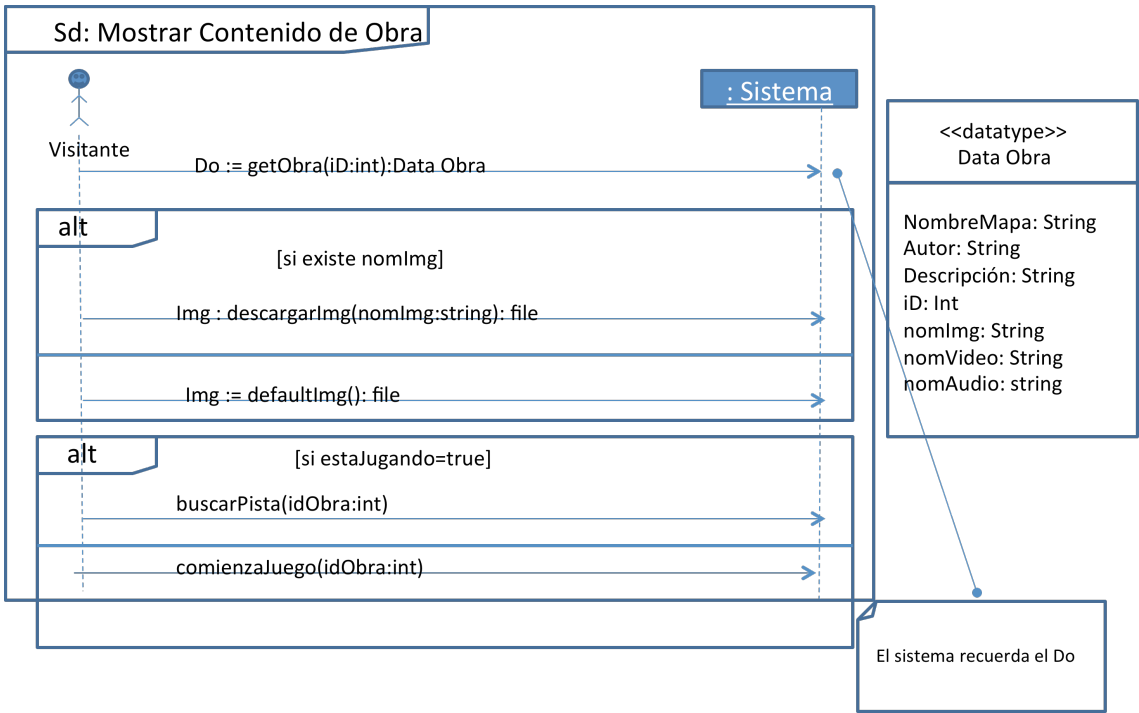 Sd: Mostrar Contenido de Obra
Visitante
: Sistema
Do := getObra(iD:int):Data Obra
alt
[si existe nomImg]
Img : descargarImg(nomImg:string): file
Img := defaultImg(): file
alt
[si estaJugando=true]
buscarPista(idObra:int)
comienzaJuego(idObra:int)
<<datatype>>
Data Obra
NombreMapa: String
Autor: String
Descripción: String
iD: Int
nomImg: String
nomVideo: String
nomAudio: string
El sistema recuerda el Do